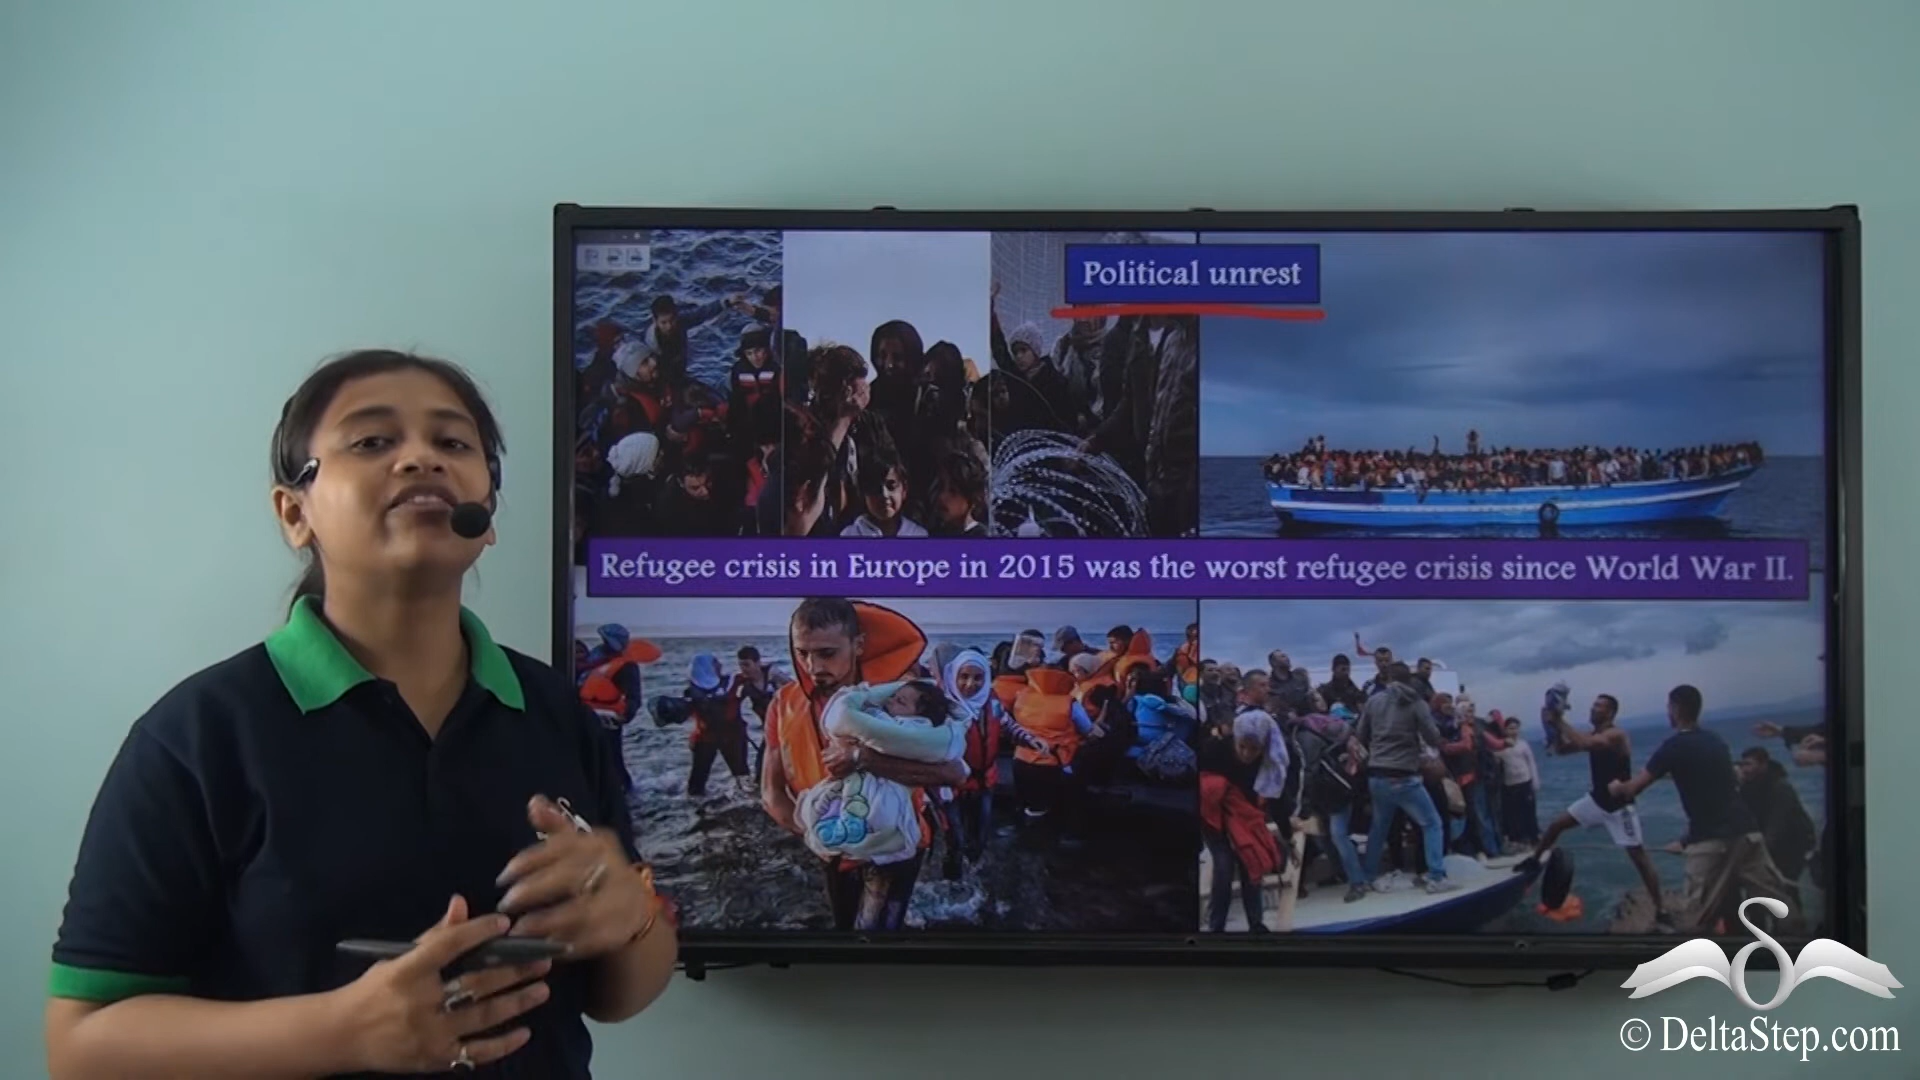 Political unrest
Refugee crisis in Europe in 2015 was the worst refugee crisis since World War II.
© DeltaStep.com